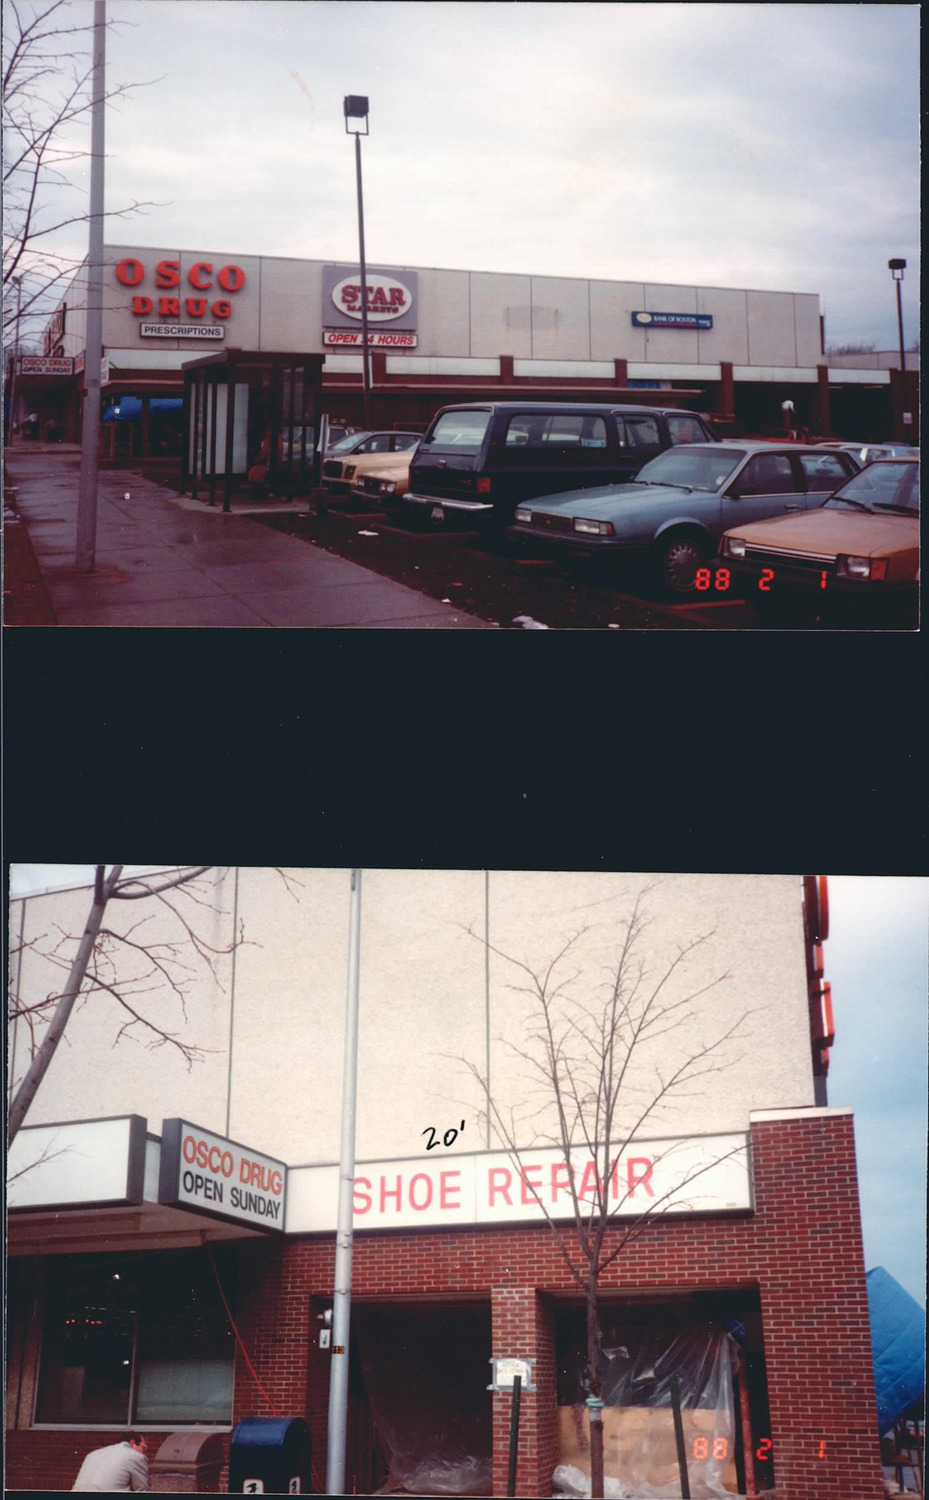 OSCO
DRUG
PRESCRIPTIONS
STAR
MARKETS
OPEN 24 HOURS
BANK OF BOSTON
OSCO DRUG
OPEN SUNDAY
88 2 1
20'
OSCO DRUG
OPEN SUNDAY
SHOE REPAIR
88 2 1